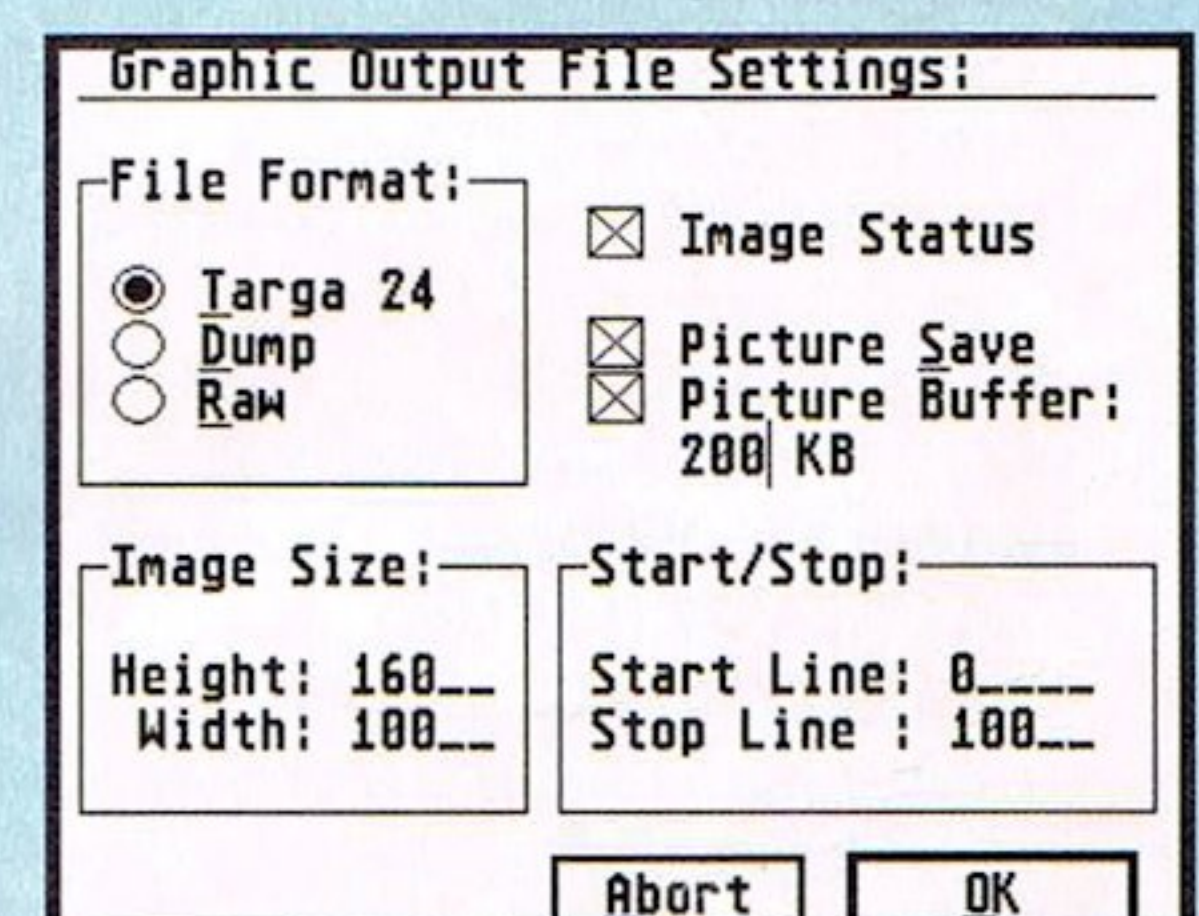 Graphic Output File Settings:
File Format:
Targa 24
Dump
Raw
Image Status
Picture Save
Picture Buffer:
200 KB
Image Size:
Height: 160__
Width: 100__
Start/Stop:
Start Line: 0____
Stop Line : 100__
Abort
OK